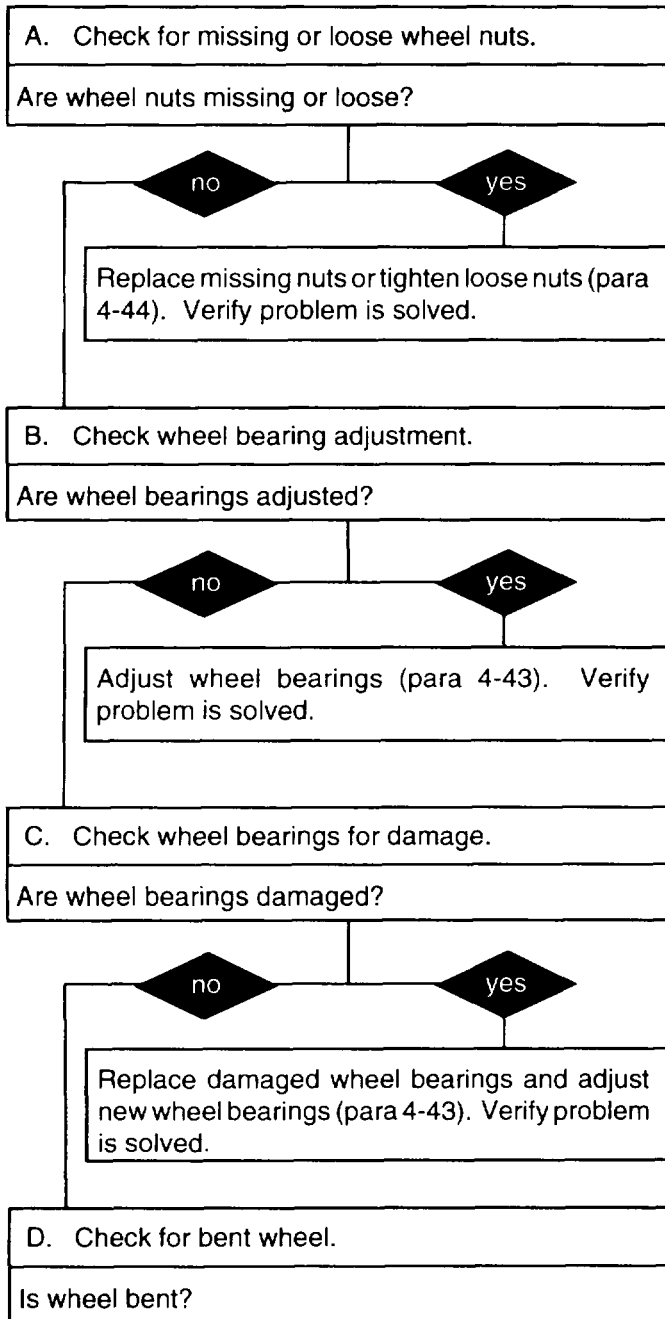 A. Check for missing or loose wheel nuts.
Are wheel nuts missing or loose?
no
yes
Replace missing nuts or tighten loose nuts (para
4-44). Verify problem is solved.
B. Check wheel bearing adjustment.
Are wheel bearings adjusted?
no
yes
Adjust wheel bearings (para 4-43). Verify
problem is solved.
C. Check wheel bearings for damage.
Are wheel bearings damaged?
no
yes
Replace damaged wheel bearings and adjust
new wheel bearings (para 4-43). Verify problem
is solved.
D. Check for bent wheel.
Is wheel bent?